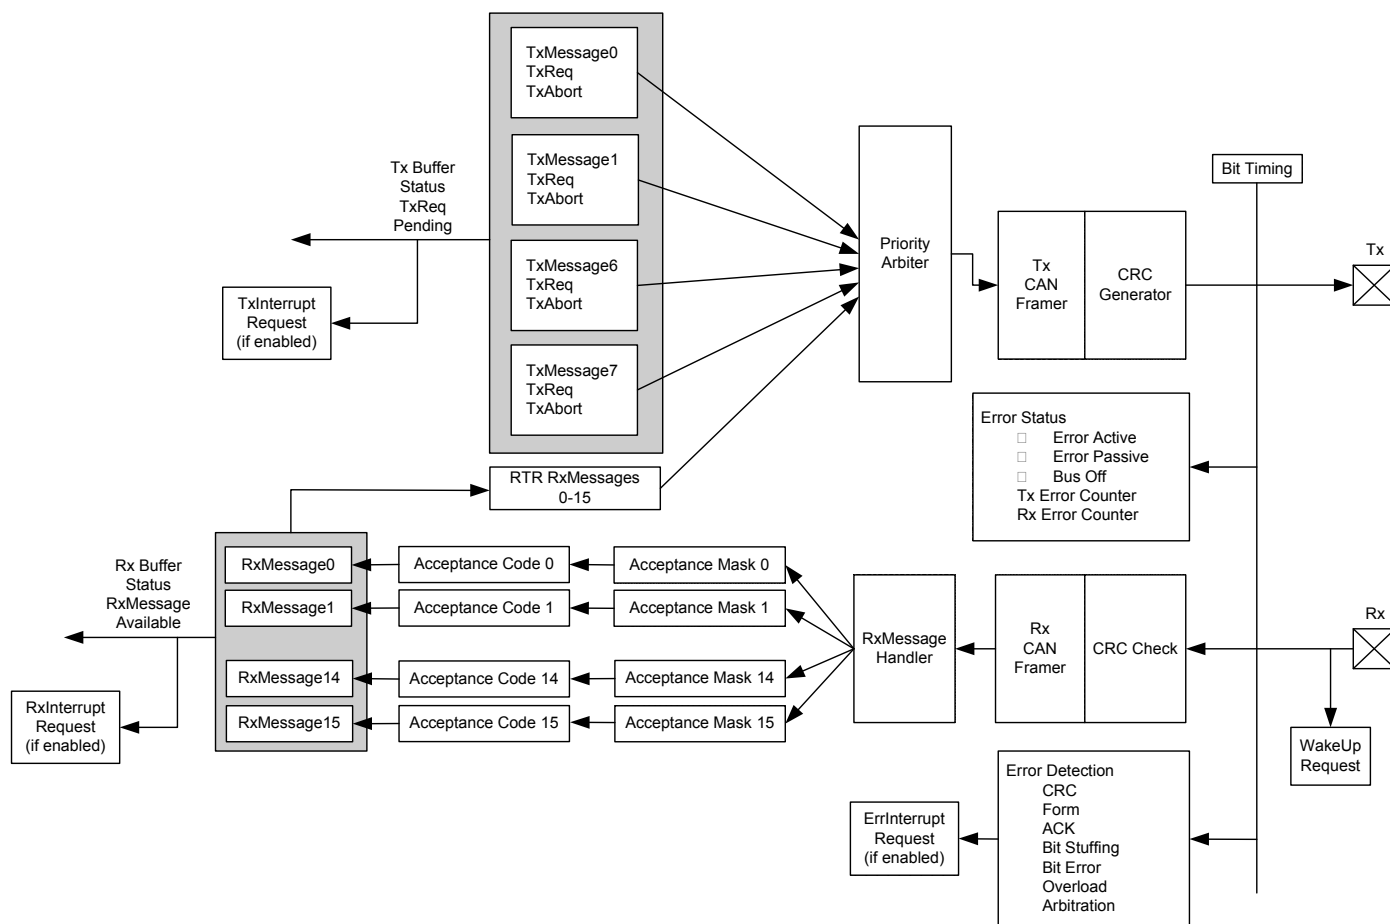 TxMessage0
TxReq
TxAbort
TxMessage1
TxReq
TxAbort
TxMessage6
TxReq
TxAbort
TxMessage7
TxReq
TxAbort
Tx Buffer
Status
TxReq
Pending
TxInterrupt
Request
(if enabled)
Priority
Arbiter
Tx
CAN
Framer
CRC
Generator
Bit Timing
Tx
Error Status
Error Active
Error Passive
Bus Off
Tx Error Counter
Rx Error Counter
RTR RxMessages
0-15
Rx Buffer
Status
RxMessage
Available
RxInterrupt
Request
(if enabled)
RxMessage0
Acceptance Code 0
Acceptance Mask 0
RxMessage1
Acceptance Code 1
Acceptance Mask 1
RxMessage14
Acceptance Code 14
Acceptance Mask 14
RxMessage15
Acceptance Code 15
Acceptance Mask 15
RxMessage
Handler
Rx
CAN
Framer
CRC Check
Rx
WakeUp
Request
ErrInterrupt
Request
(if enabled)
Error Detection
CRC
Form
ACK
Bit Stuffing
Bit Error
Overload
Arbitration